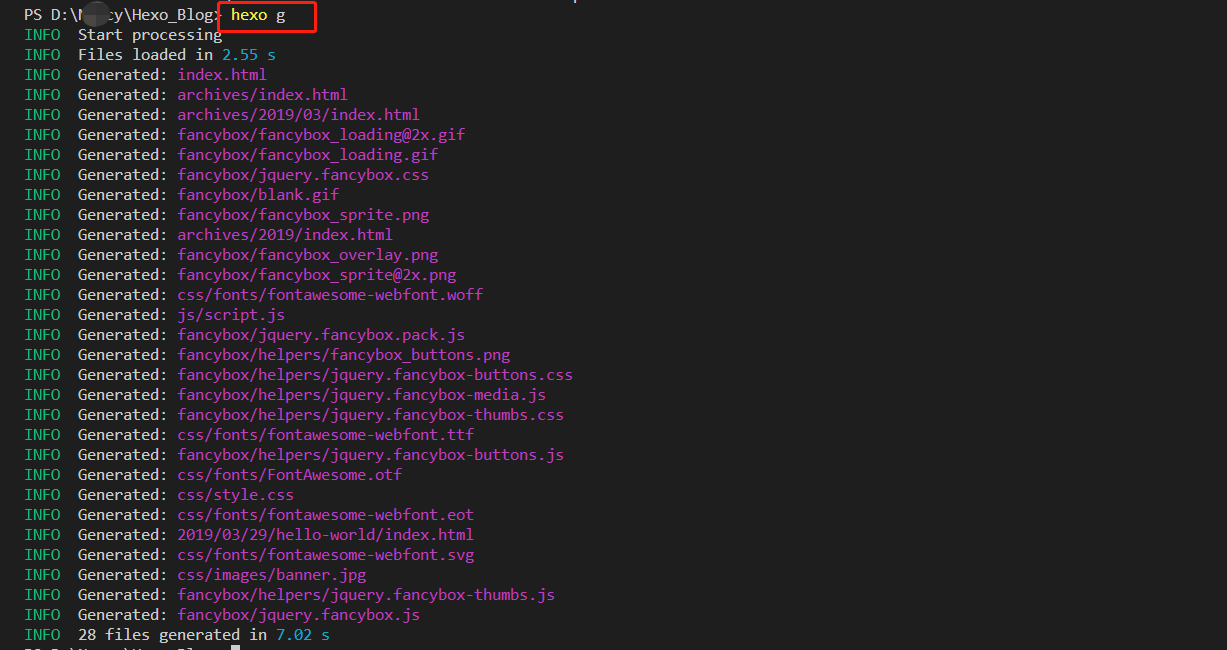 PS D:\N cy\Hexo_Blog> hexo g
INFO  Start processing
INFO  Files loaded in 2.55 s
INFO  Generated: index.html
INFO  Generated: archives/index.html
INFO  Generated: archives/2019/03/index.html
INFO  Generated: fancybox/fancybox_loading@2x.gif
INFO  Generated: fancybox/fancybox_loading.gif
INFO  Generated: fancybox/jquery.fancybox.css
INFO  Generated: fancybox/blank.gif
INFO  Generated: fancybox/fancybox_sprite.png
INFO  Generated: archives/2019/index.html
INFO  Generated: fancybox/fancybox_overlay.png
INFO  Generated: fancybox/fancybox_sprite@2x.png
INFO  Generated: css/fonts/fontawesome-webfont.woff
INFO  Generated: js/script.js
INFO  Generated: fancybox/jquery.fancybox.pack.js
INFO  Generated: fancybox/helpers/fancybox_buttons.png
INFO  Generated: fancybox/helpers/jquery.fancybox-buttons.css
INFO  Generated: fancybox/helpers/jquery.fancybox-media.js
INFO  Generated: fancybox/helpers/jquery.fancybox-thumbs.css
INFO  Generated: css/fonts/fontawesome-webfont.ttf
INFO  Generated: fancybox/helpers/jquery.fancybox-buttons.js
INFO  Generated: css/fonts/FontAwesome.otf
INFO  Generated: css/style.css
INFO  Generated: css/fonts/fontawesome-webfont.eot
INFO  Generated: 2019/03/29/hello-world/index.html
INFO  Generated: css/fonts/fontawesome-webfont.svg
INFO  Generated: css/images/banner.jpg
INFO  Generated: fancybox/helpers/jquery.fancybox-thumbs.js
INFO  Generated: fancybox/jquery.fancybox.js
INFO  28 files generated in 7.02 s